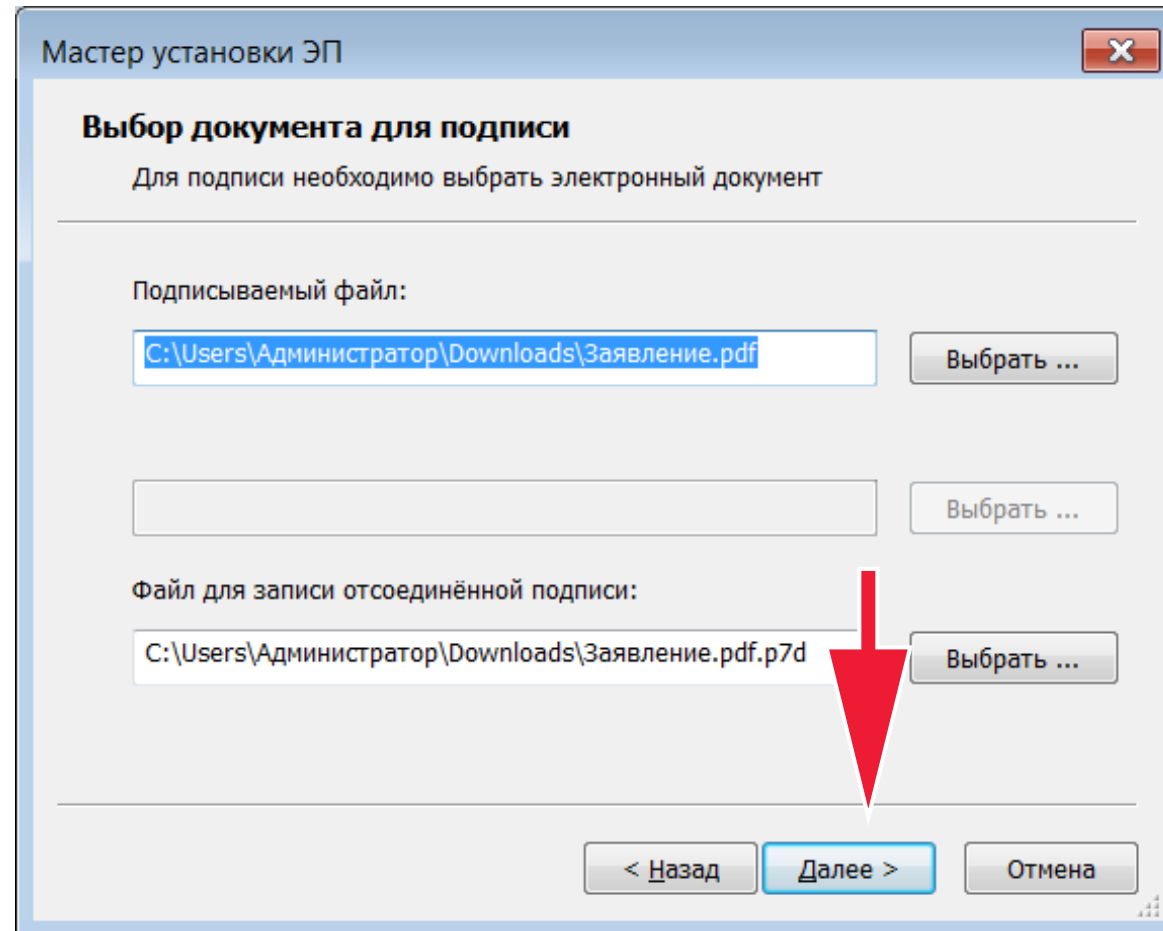 Мастер установки ЭП
Выбор документа для подписи
Для подписи необходимо выбрать электронный документ
Подписываемый файл:
C:\Users\Администратор\Downloads\Заявление.pdf
Выбрать ...
Выбрать ...
Файл для записи отсоединённой подписи:
C:\Users\Администратор\Downloads\Заявление.pdf.p7d
Выбрать ...
< Назад
Далее >
Отмена